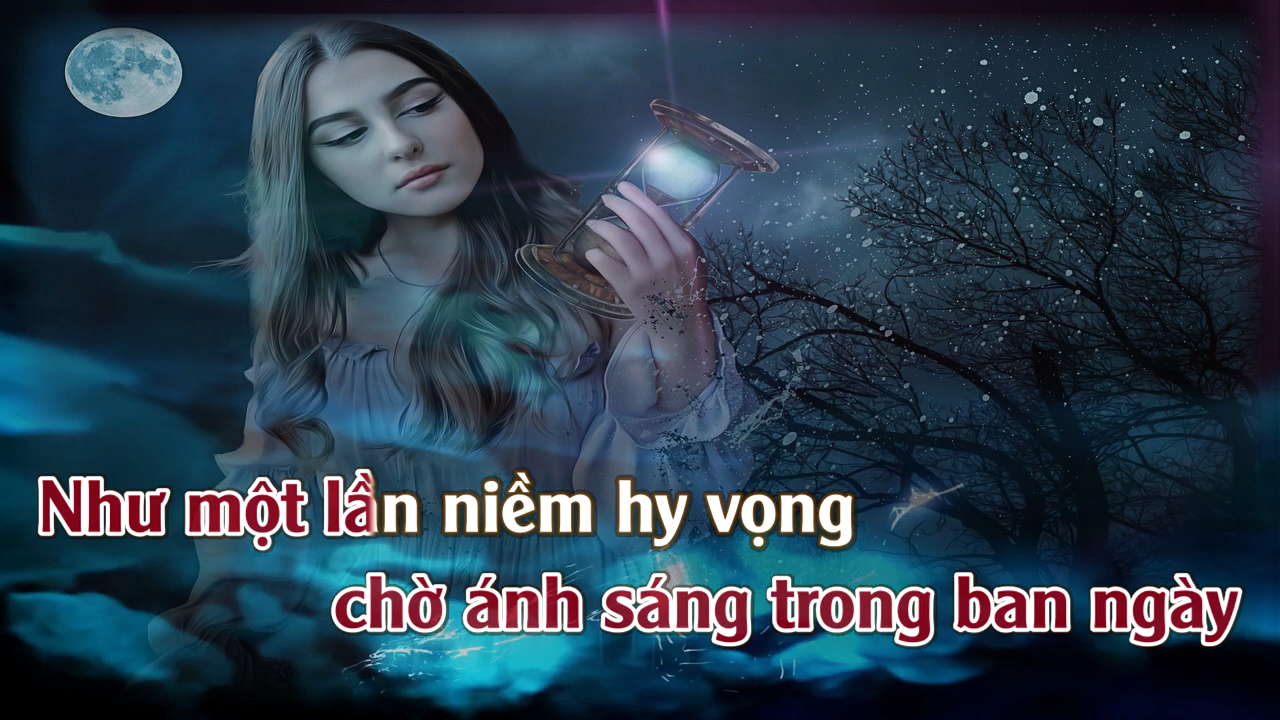 Như một lần niềm hy vọng
chờ ánh sáng trong ban ngày